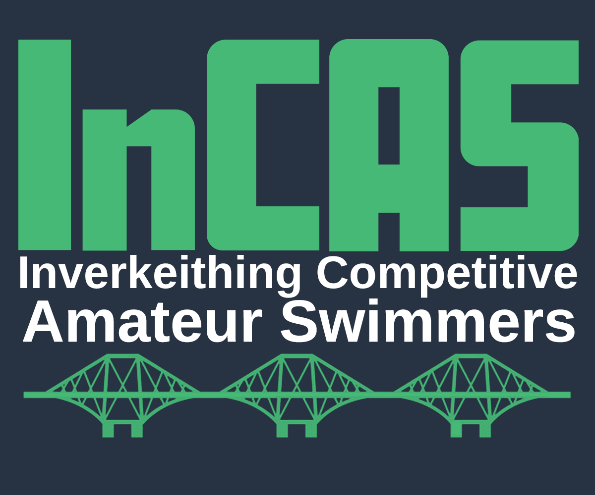 InCAS
Inverkeithing Competitive
Amateur Swimmers